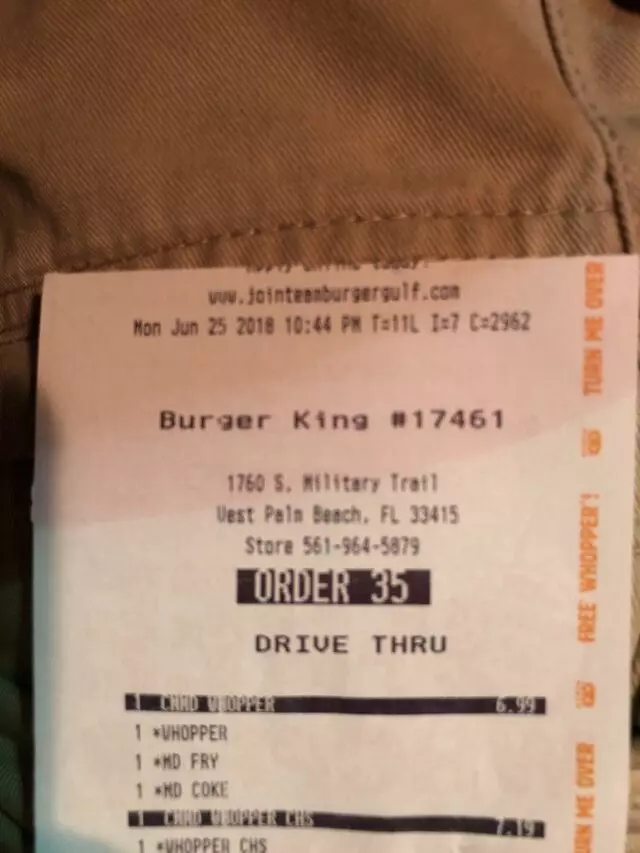 www.jointeamburgergulf.com
Mon Jun 25 2018 10:44 PM T=11L I=7 C=2962
Burger King #17461
1760 S. Military Trail
West Palm Beach, FL 33415
Store 561-964-5879
ORDER 35
DRIVE THRU
1 6.99
WHOPPER
1 *WHOPPER
1 *MD FRY
1 *MD COKE
1 WHOPPER CHS 7.19
1 *WHOPPER CHS
TURN ME OVER
FREE WHOPPER!
TURN ME OVER